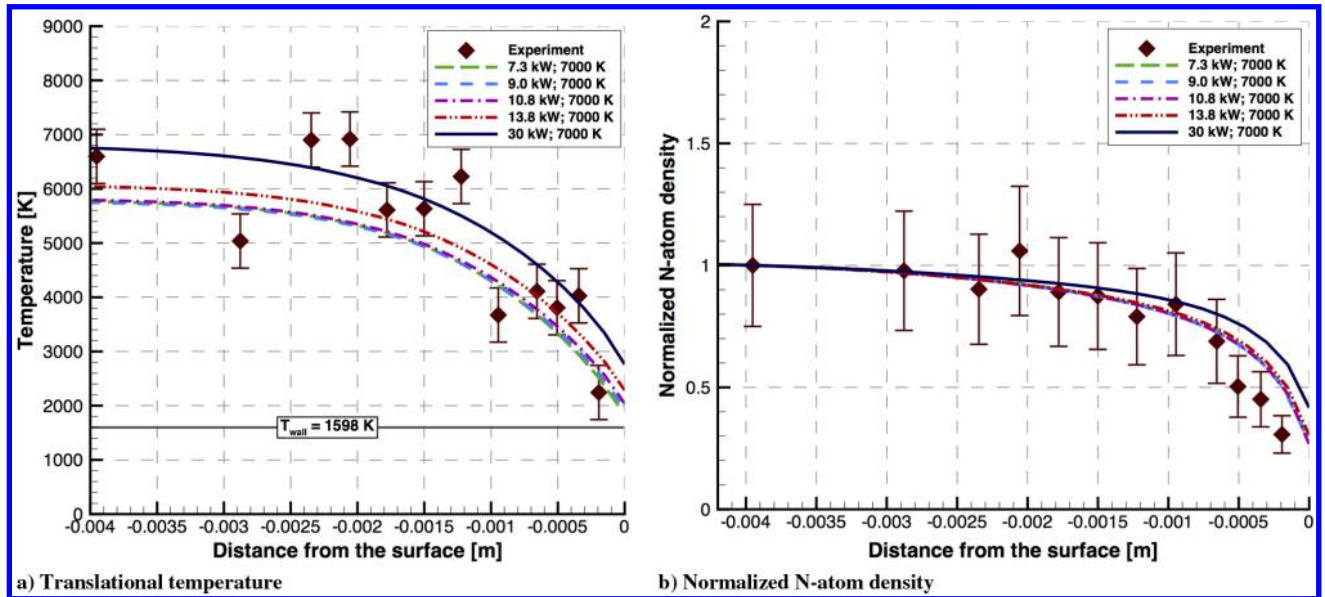 9000
8000
7000
6000
5000
4000
3000
2000
1000
0
Temperature [K]
Experiment
7.3 kW; 7000 K
9.0 kW; 7000 K
10.8 kW; 7000 K
13.8 kW; 7000 K
30 kW; 7000 K
T_wall = 1598 K
-0.004 -0.0035 -0.003 -0.0025 -0.002 -0.0015 -0.001 -0.0005 0
Distance from the surface [m]
a) Translational temperature
2
1.5
1
0.5
0
Normalized N-atom density
Experiment
7.3 kW; 7000 K
9.0 kW; 7000 K
10.8 kW; 7000 K
13.8 kW; 7000 K
30 kW; 7000 K
-0.004 -0.0035 -0.003 -0.0025 -0.002 -0.0015 -0.001 -0.0005 0
Distance from the surface [m]
b) Normalized N-atom density